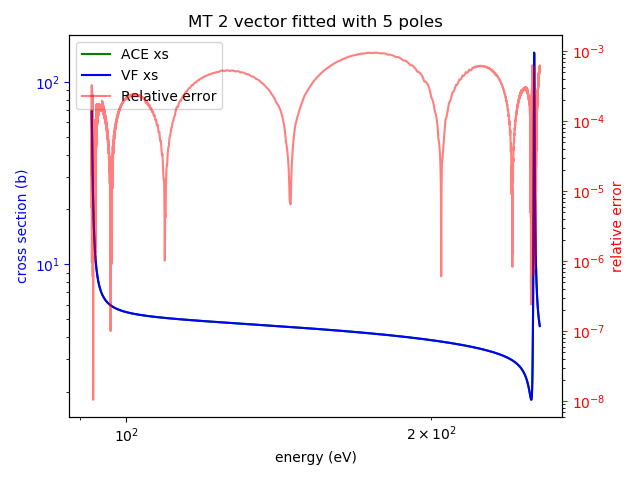 MT 2 vector fitted with 5 poles
ACE xs
VF xs
Relative error
cross section (b)
10²
10¹
relative error
10⁻³
10⁻⁴
10⁻⁵
10⁻⁶
10⁻⁷
10⁻⁸
10²
2 × 10²
energy (eV)